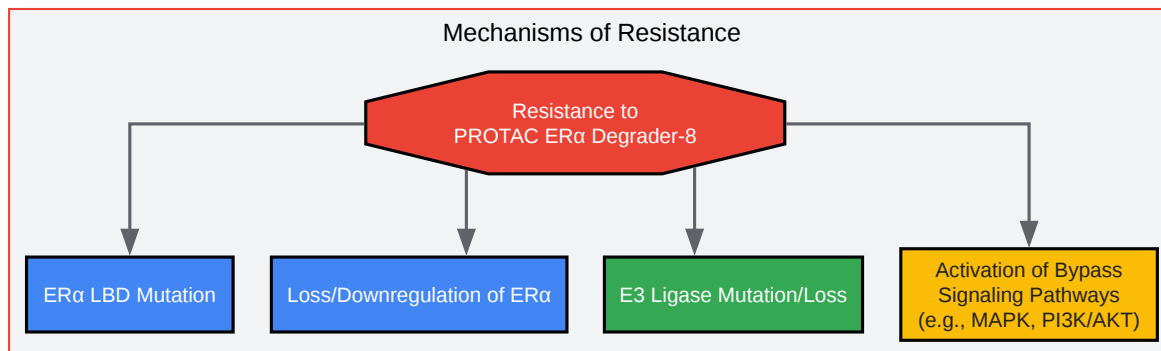 Mechanisms of Resistance
Resistance to
PROTAC ERα Degrader-8
ERα LBD Mutation
Loss/Downregulation of ERα
E3 Ligase Mutation/Loss
Activation of Bypass
Signaling Pathways
(e.g., MAPK, PI3K/AKT)